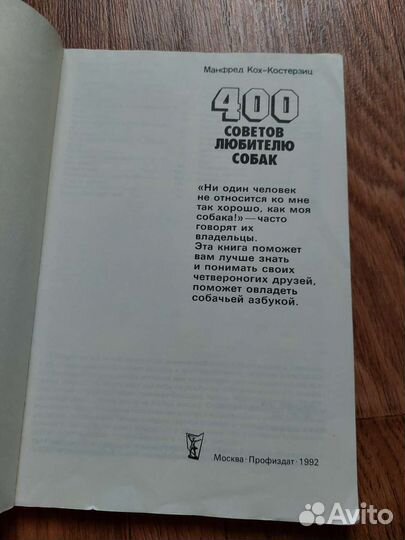 Манфред Кох-Костерзиц
400
СОВЕТОВ
ЛЮБИТЕЛЮ
СОБАК
«Ни один человек
не относится ко мне
так хорошо, как моя
собака!» — часто
говорят их
владельцы.
Эта книга поможет
вам лучше знать
и понимать своих
четвероногих друзей,
поможет овладеть
собачьей азбукой.
Москва · Профиздат · 1992
Avito